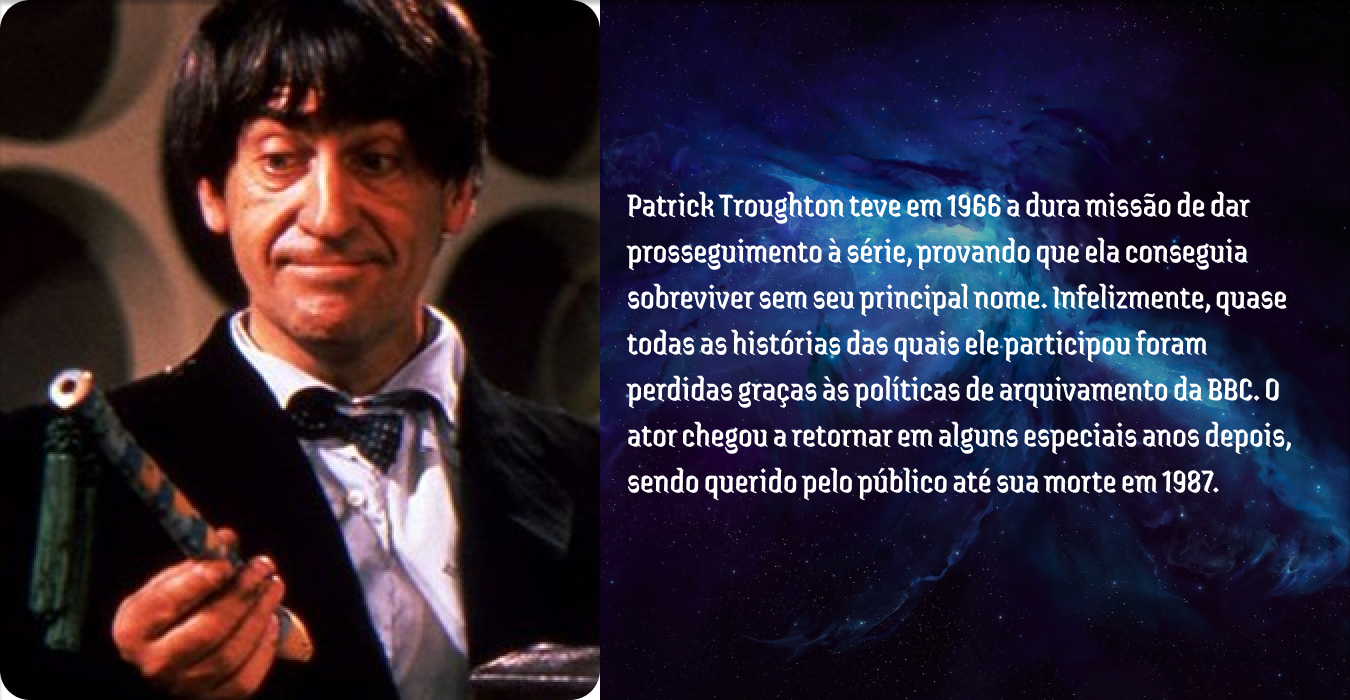 Patrick Troughton teve em 1966 a dura missão de dar
prosseguimento à série, provando que ela conseguia
sobreviver sem seu principal nome. Infelizmente, quase
todas as histórias das quais ele participou foram
perdidas graças às políticas de arquivamento da BBC. O
ator chegou a retornar em alguns especiais anos depois,
sendo querido pelo público até sua morte em 1987.